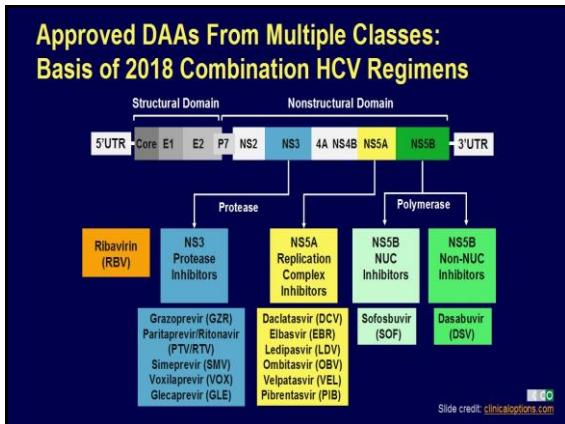 Approved DAAs From Multiple Classes:
Basis of 2018 Combination HCV Regimens
Structural Domain
Nonstructural Domain
5'UTR
Core
E1
E2
P7
NS2
NS3
4A
NS4B
NS5A
NS5B
3'UTR
Protease
Polymerase
Ribavirin
(RBV)
NS3
Protease
Inhibitors
NS5A
Replication
Complex
Inhibitors
NS5B
NUC
Inhibitors
NS5B
Non-NUC
Inhibitors
Grazoprevir (GZR)
Paritaprevir/Ritonavir
(PTV/RTV)
Simeprevir (SMV)
Voxilaprevir (VOX)
Glecaprevir (GLE)
Daclatasvir (DCV)
Elbasvir (EBR)
Ledipasvir (LDV)
Ombitasvir (OBV)
Velpatasvir (VEL)
Pibrentasvir (PIB)
Sofosbuvir
(SOF)
Dasabuvir
(DSV)
Slide credit: clinicaloptions.com